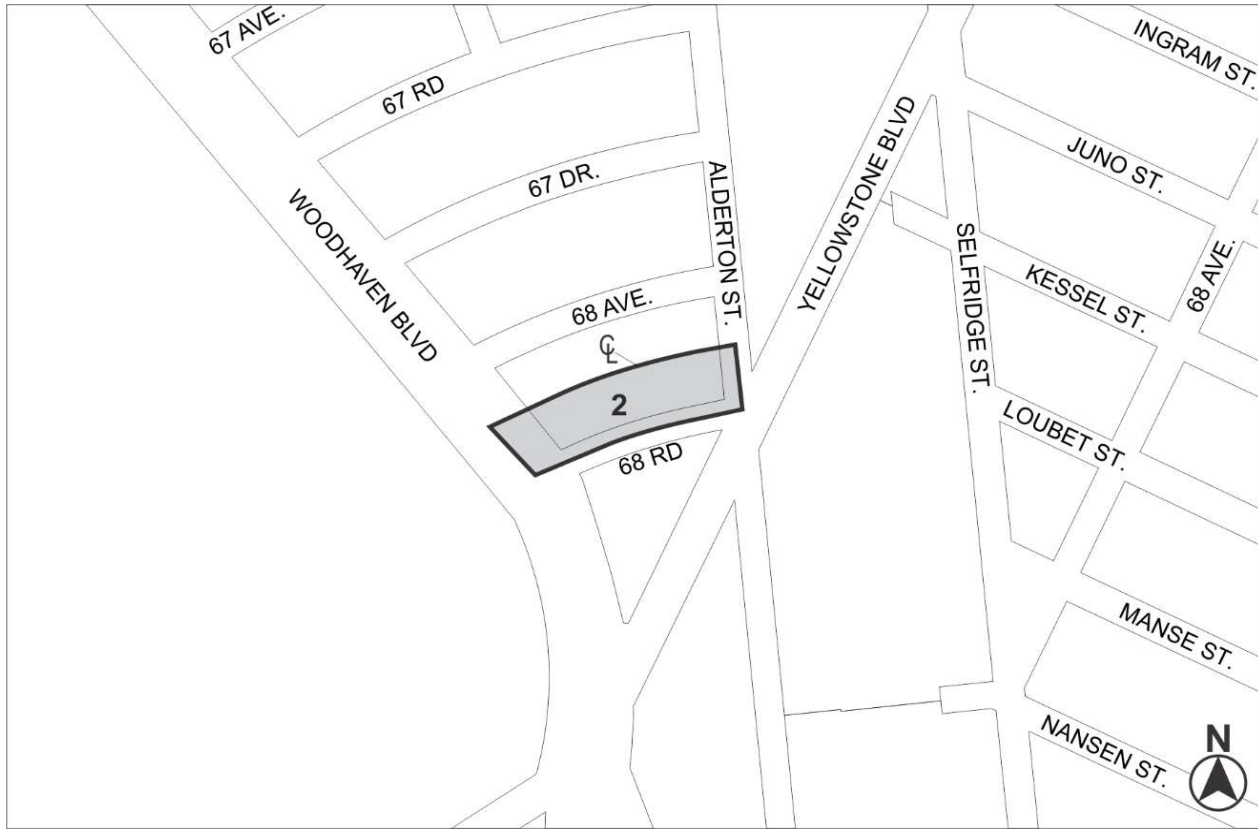 67 AVE.
INGRAM ST.
67 RD
JUNO ST.
67 DR.
ALDERTON ST.
YELLOWSTONE BLVD
WOODHAVEN BLVD
SELFRIDGE ST.
68 AVE.
KESSEL ST.
68 AVE.
℄
2
LOUBET ST.
68 RD
MANSE ST.
NANSEN ST.
N